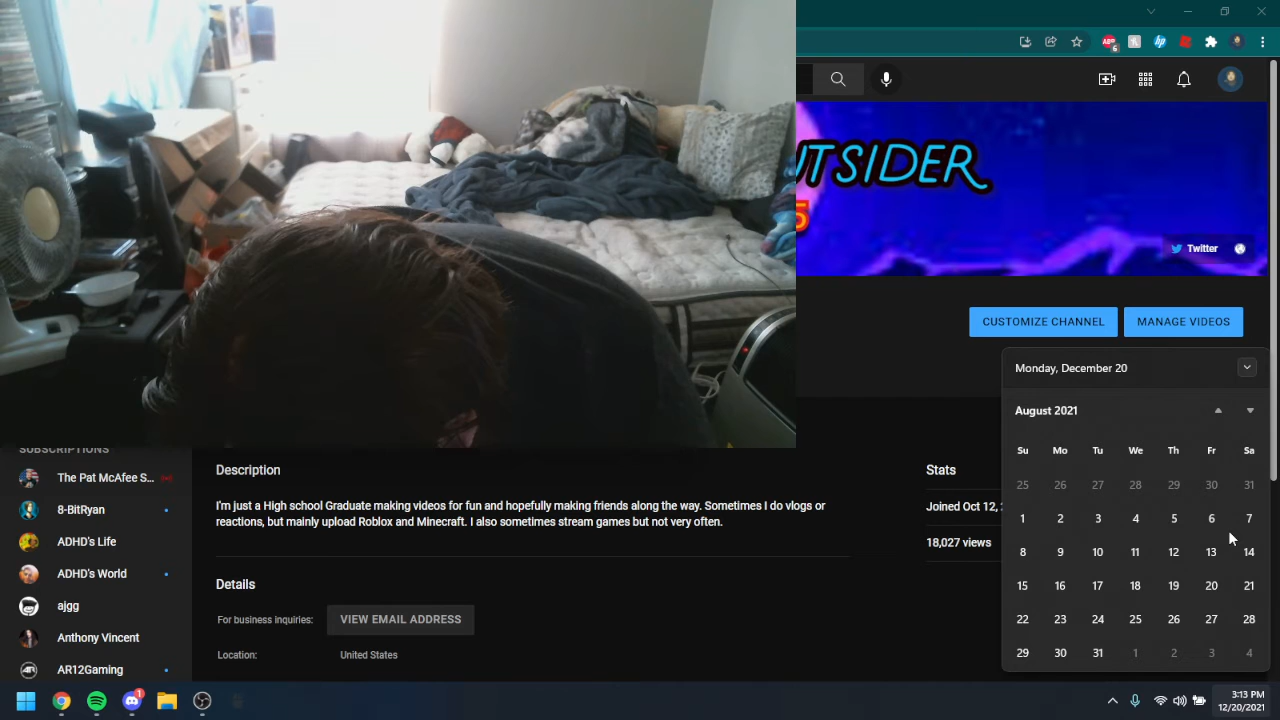 UTSIDER
5
Twitter
CUSTOMIZE CHANNEL
MANAGE VIDEOS
Monday, December 20
August 2021
Su Mo Tu We Th Fr Sa
25 26 27 28 29 30 31
1 2 3 4 5 6 7
8 9 10 11 12 13 14
15 16 17 18 19 20 21
22 23 24 25 26 27 28
29 30 31 1 2 3 4
SUBSCRIPTIONS
The Pat McAfee S...
8-BitRyan
ADHD's Life
ADHD's World
ajgg
Anthony Vincent
AR12Gaming
Description
I'm just a High school Graduate making videos for fun and hopefully making friends along the way. Sometimes I do vlogs or
reactions, but mainly upload Roblox and Minecraft. I also sometimes stream games but not very often.
Details
For business inquiries: VIEW EMAIL ADDRESS
Location: United States
Stats
Joined Oct 12,
18,027 views
3:13 PM
12/20/2021